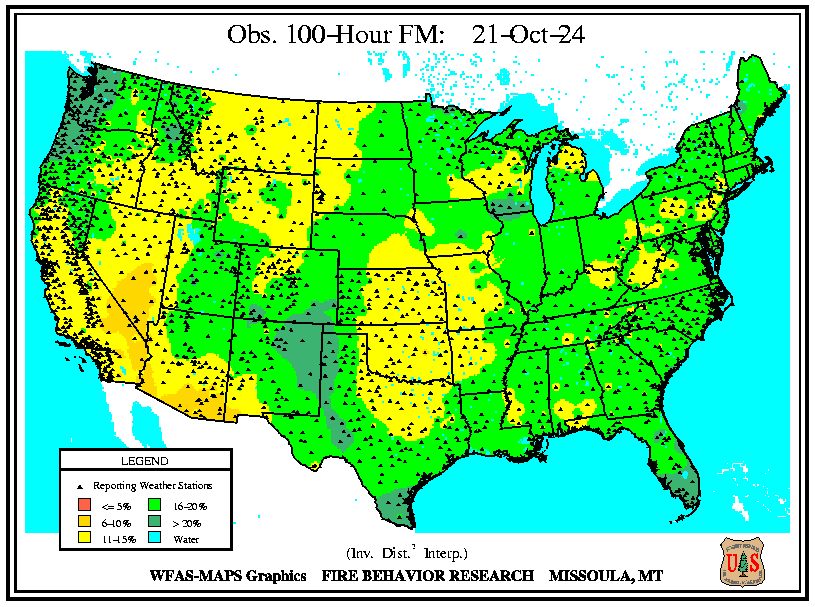 Obs. 100-Hour FM: 21-Oct-24
LEGEND
Reporting Weather Stations
<= 5% 16-20%
6-10% > 20%
11-15% Water
(Inv. Dist.² Interp.)
WFAS-MAPS Graphics FIRE BEHAVIOR RESEARCH MISSOULA, MT
U S